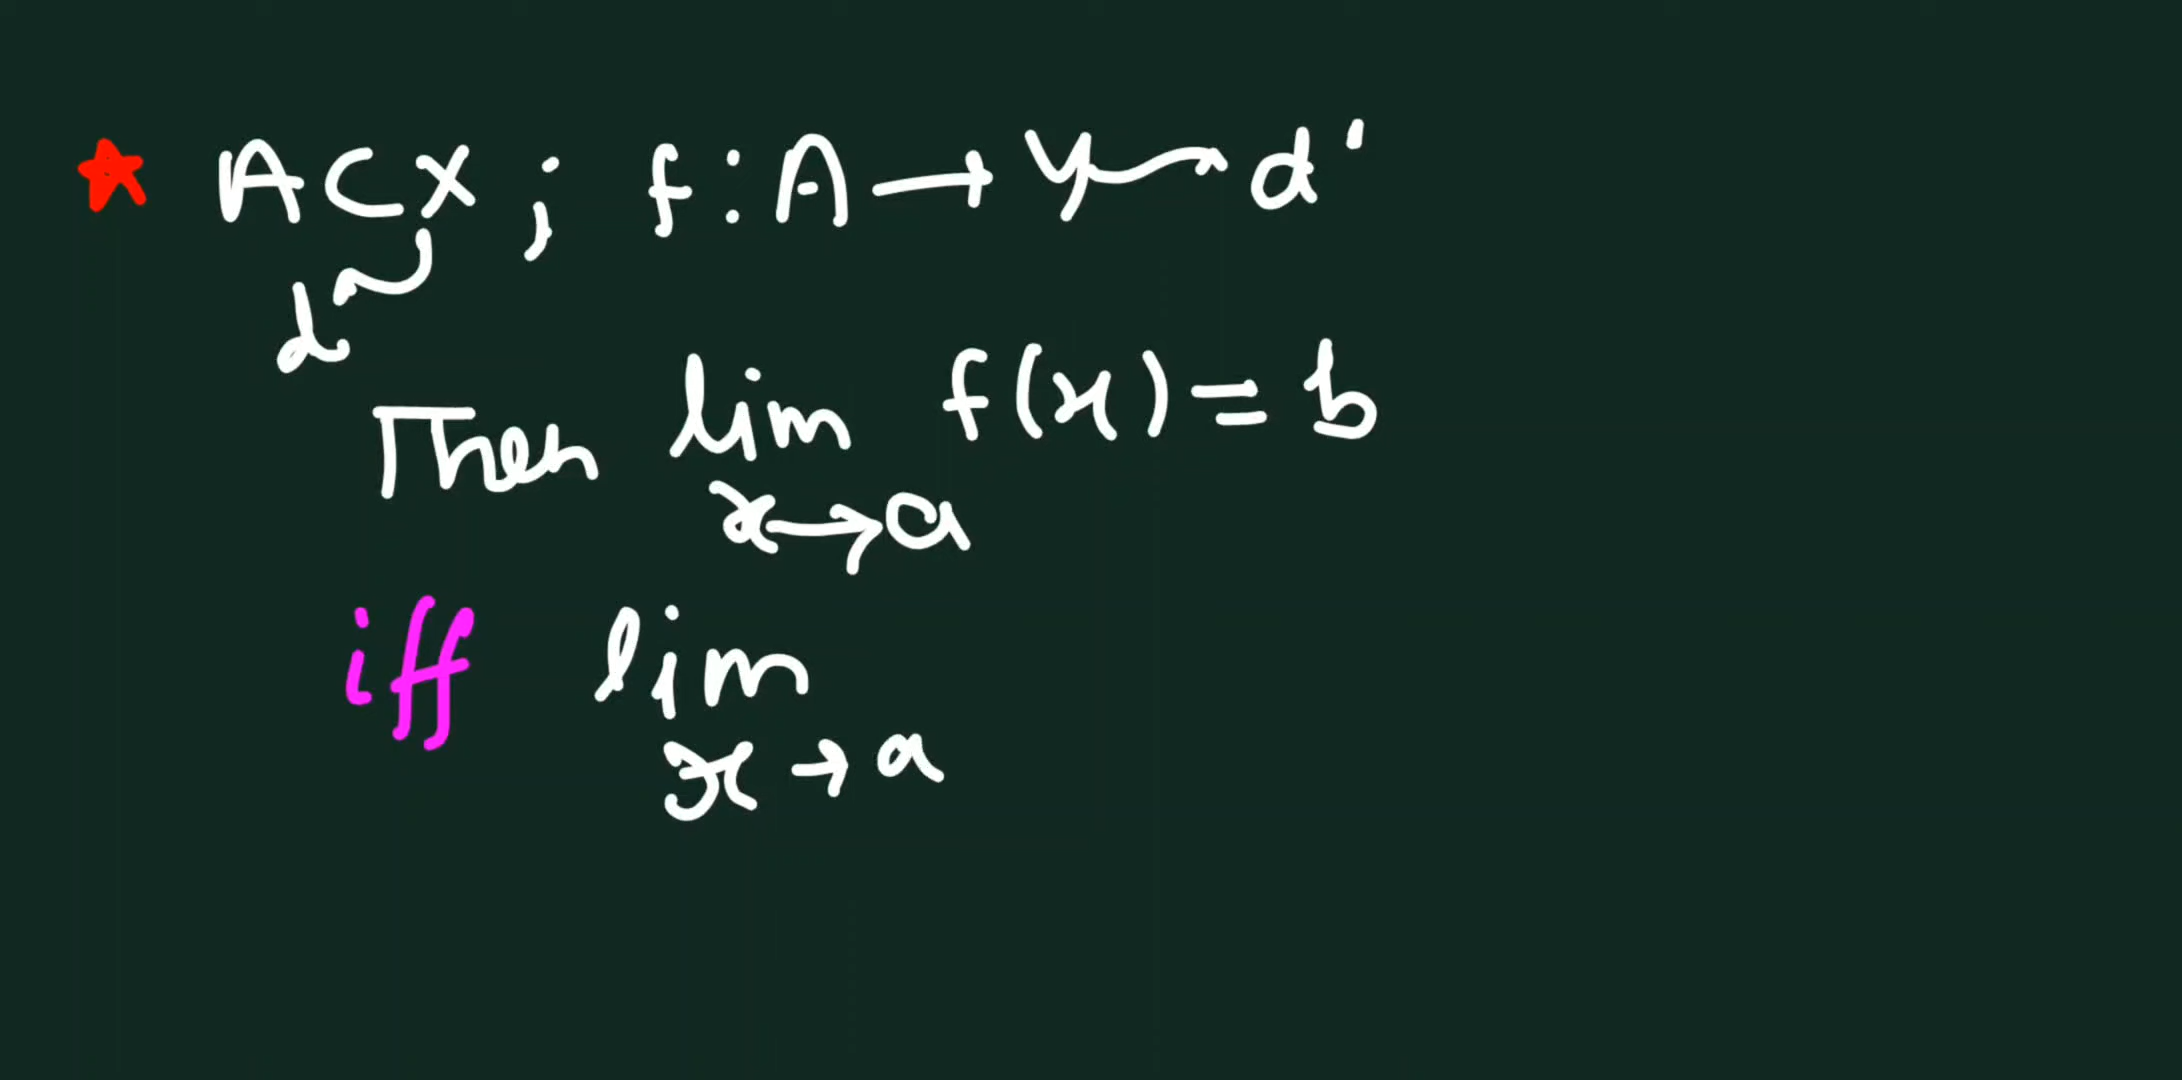 ★ A⊂X ; f : A → Y ⇝ d'
d
Then lim f(x) = b
x→a
iff lim
x→a